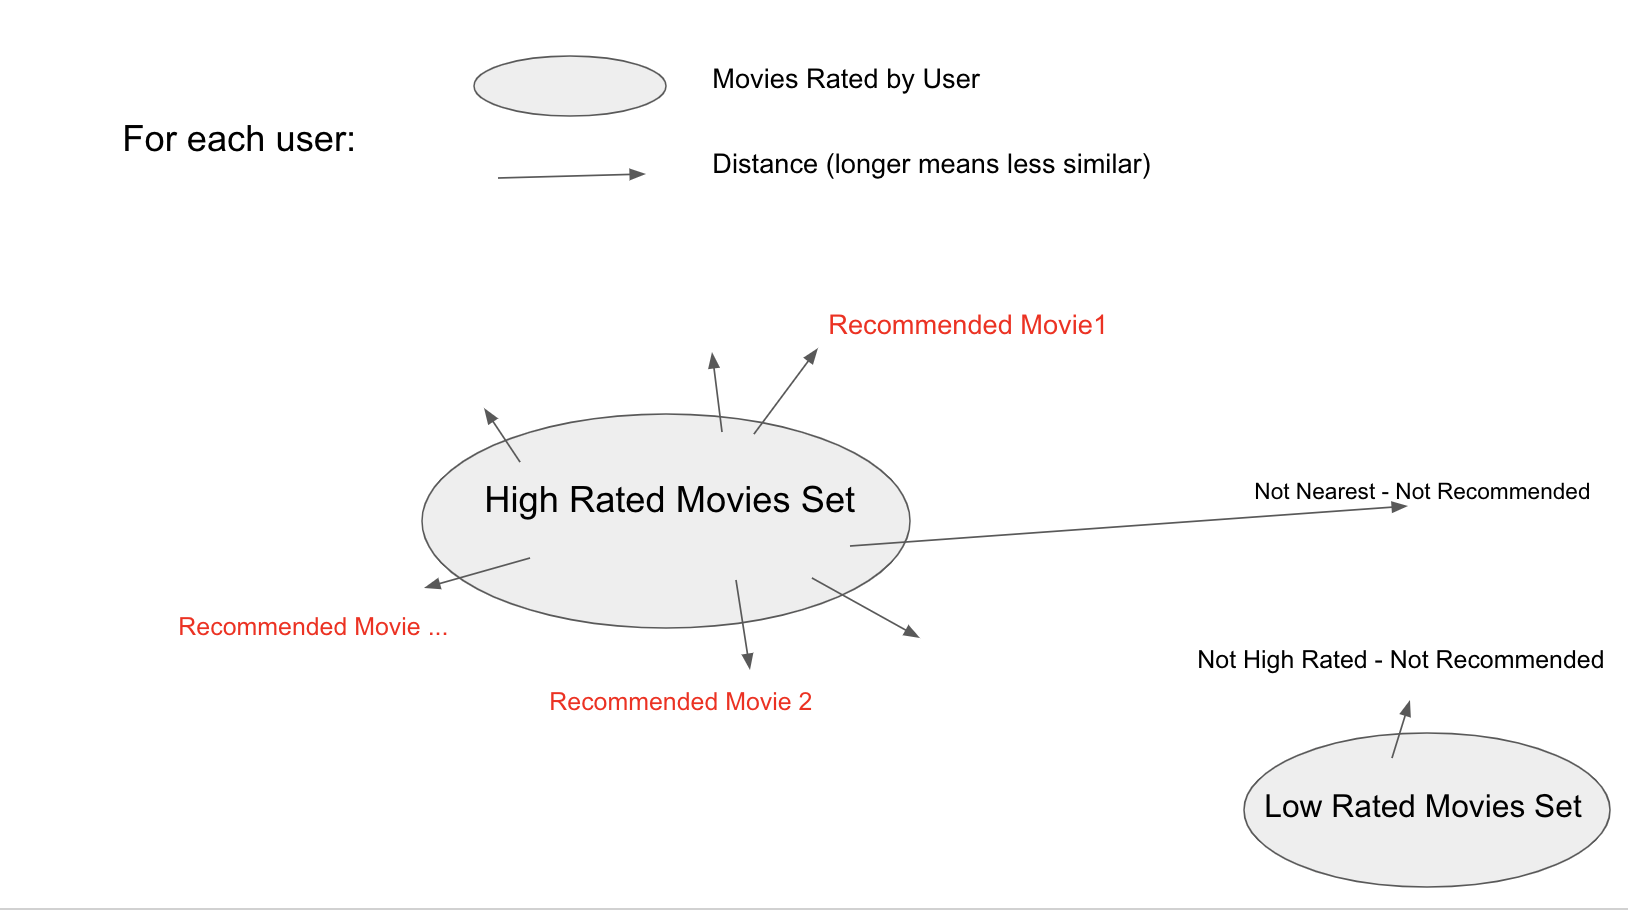 Movies Rated by User
For each user:
Distance (longer means less similar)
Recommended Movie1
High Rated Movies Set
Not Nearest - Not Recommended
Recommended Movie ...
Not High Rated - Not Recommended
Recommended Movie 2
Low Rated Movies Set